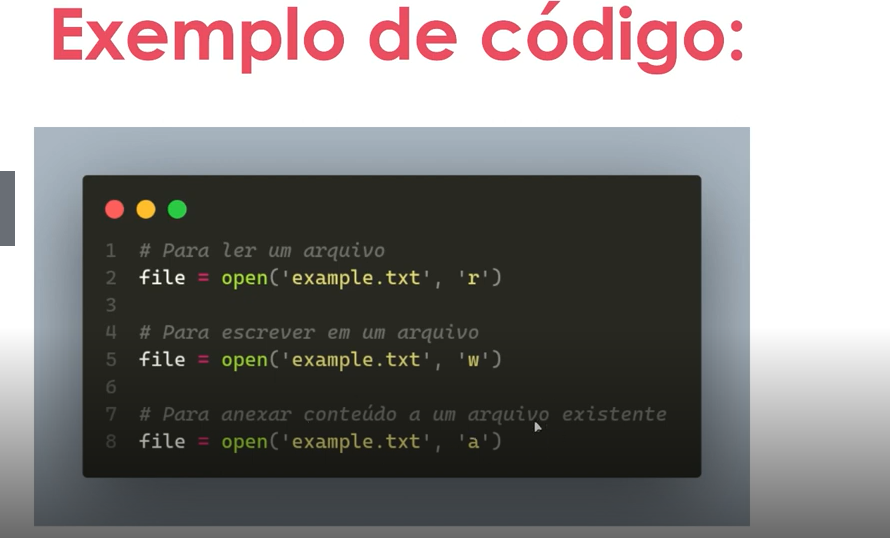 Exemplo de código:
1 # Para ler um arquivo
2 file = open('example.txt', 'r')
3
4 # Para escrever em um arquivo
5 file = open('example.txt', 'w')
6
7 # Para anexar conteúdo a um arquivo existente
8 file = open('example.txt', 'a')